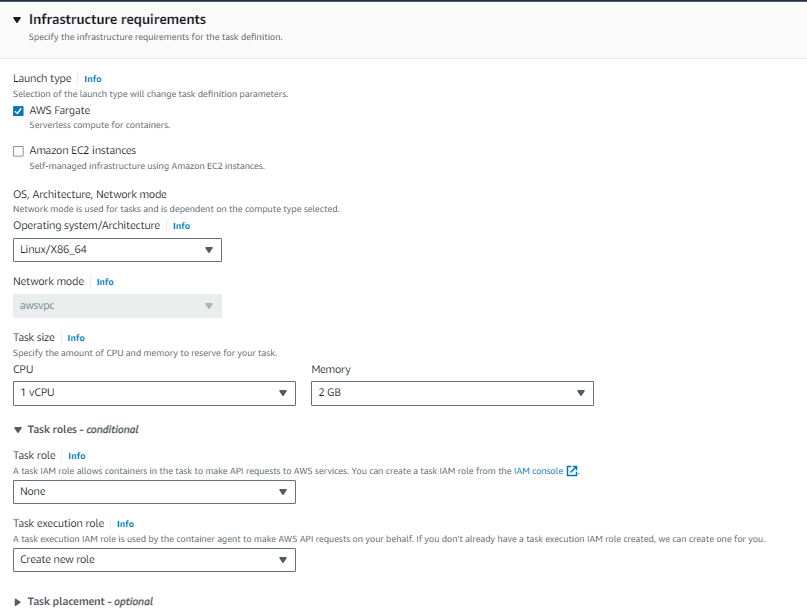 Infrastructure requirements
Specify the infrastructure requirements for the task definition.
Launch type Info
Selection of the launch type will change task definition parameters.
AWS Fargate
Serverless compute for containers.
Amazon EC2 instances
Self-managed infrastructure using Amazon EC2 instances.
OS, Architecture, Network mode
Network mode is used for tasks and is dependent on the compute type selected.
Operating system/Architecture Info
Linux/X86_64
Network mode Info
awsvpc
Task size Info
Specify the amount of CPU and memory to reserve for your task.
CPU Memory
1 vCPU 2 GB
Task roles - conditional
Task role Info
A task IAM role allows containers in the task to make API requests to AWS services. You can create a task IAM role from the IAM console.
None
Task execution role Info
A task execution IAM role is used by the container agent to make AWS API requests on your behalf. If you don't already have a task execution IAM role created, we can create one for you.
Create new role
Task placement - optional